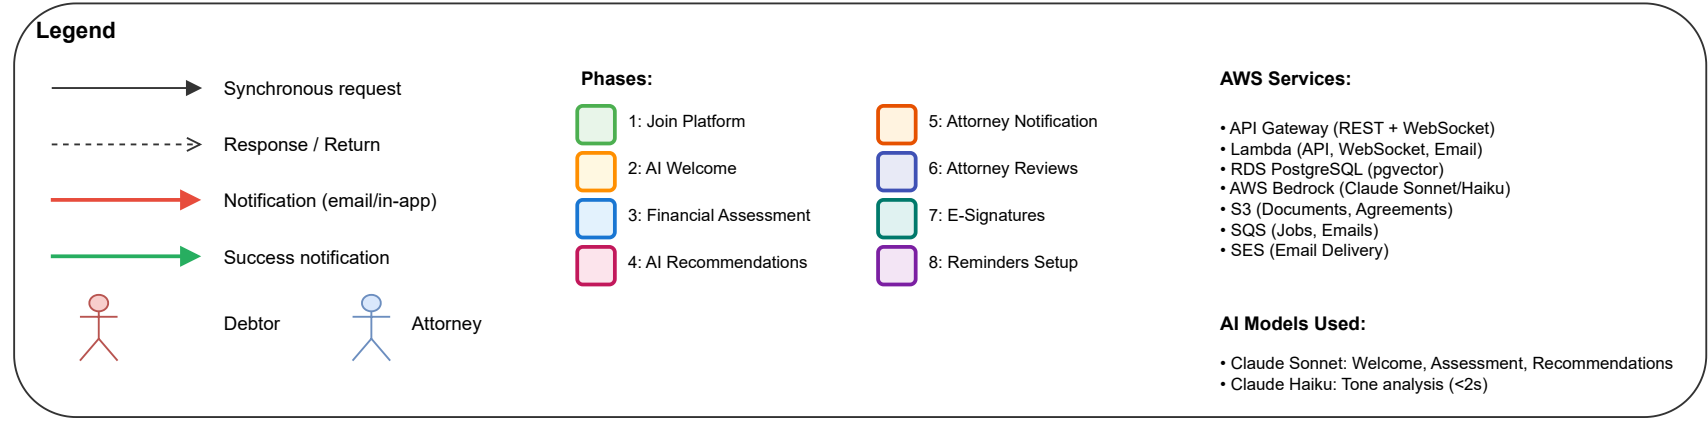 Legend
Synchronous request
Response / Return
Notification (email/in-app)
Success notification
Debtor
Attorney
Phases:
1: Join Platform
2: AI Welcome
3: Financial Assessment
4: AI Recommendations
5: Attorney Notification
6: Attorney Reviews
7: E-Signatures
8: Reminders Setup
AWS Services:
• API Gateway (REST + WebSocket)
• Lambda (API, WebSocket, Email)
• RDS PostgreSQL (pgvector)
• AWS Bedrock (Claude Sonnet/Haiku)
• S3 (Documents, Agreements)
• SQS (Jobs, Emails)
• SES (Email Delivery)
AI Models Used:
• Claude Sonnet: Welcome, Assessment, Recommendations
• Claude Haiku: Tone analysis (<2s)